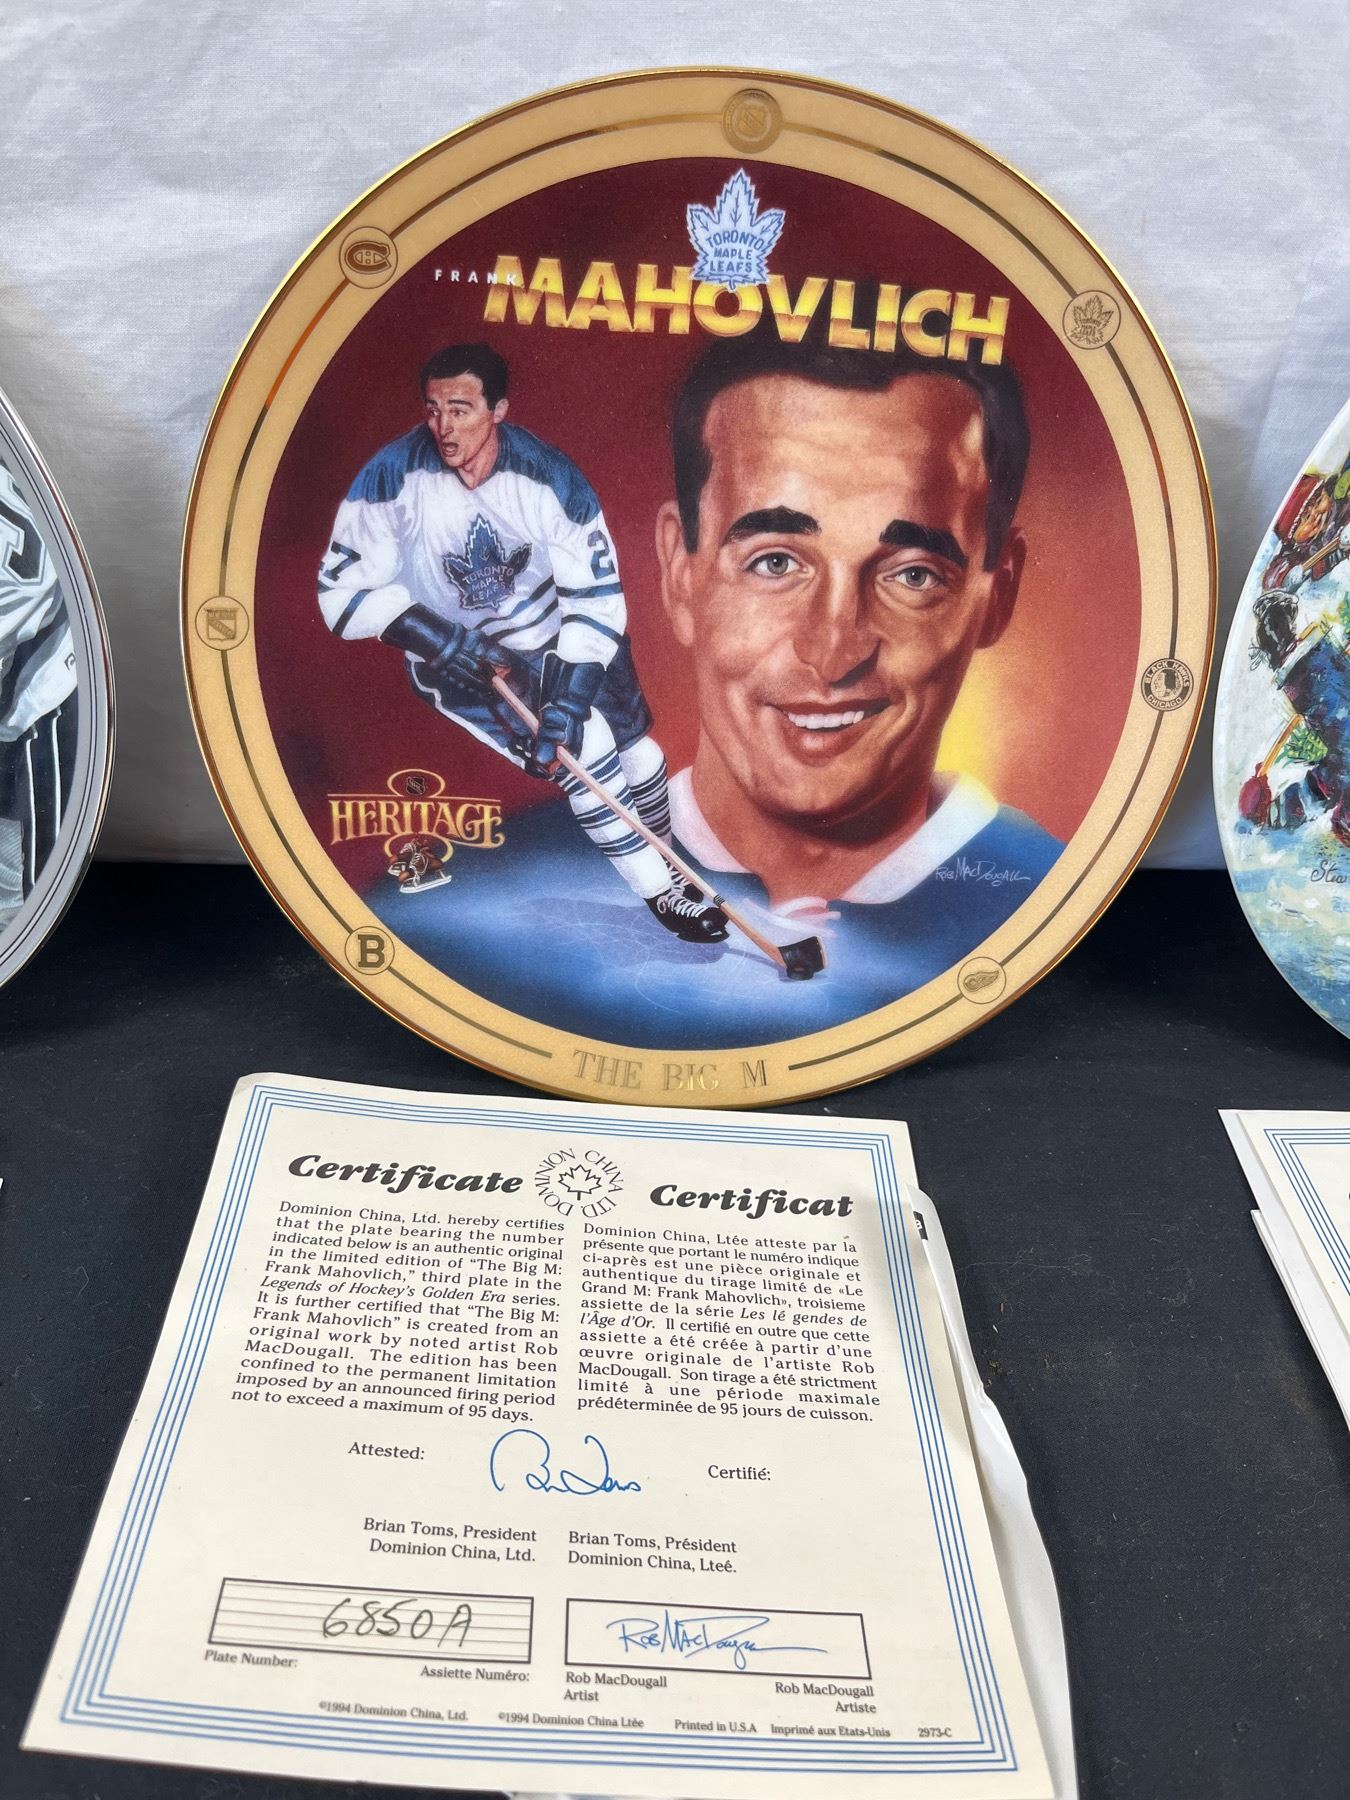 TORONTO
MAPLE
LEAFS
FRANK
MAHOVLICH
27
2
TORONTO
MAPLE
LEAFS
HERITAGE
Rob MacDougall
BLACK HAWKS
CHICAGO
B
THE BIG M
Certificate
DOMINION CHINA LTD.
Certificat
Dominion China, Ltd. hereby certifies
that the plate bearing the number
indicated below is an authentic original
in the limited edition of "The Big M:
Frank Mahovlich," third plate in the
Legends of Hockey's Golden Era series.
It is further certified that "The Big M:
Frank Mahovlich" is created from an
original work by noted artist Rob
MacDougall. The edition has been
confined to the permanent limitation
imposed by an announced firing period
not to exceed a maximum of 95 days.
Dominion China, Ltée atteste par la
présente que portant le numéro indique
ci-après est une pièce originale et
authentique du tirage limité de «Le
Grand M: Frank Mahovlich», troisieme
assiette de la série Les lé gendes de
l'Âge d'Or. Il certifié en outre que cette
assiette a été créée à partir d'une
œuvre originale de l'artiste Rob
MacDougall. Son tirage a été strictment
limité à une période maximale
prédéterminée de 95 jours de cuisson.
Attested:
Certifié:
Brian Toms, President
Dominion China, Ltd.
Brian Toms, Président
Dominion China, Lteé.
6850A
Rob MacDougall
Plate Number:
Assiette Numéro:
Rob MacDougall
Artist
Rob MacDougall
Artiste
©1994 Dominion China, Ltd.
©1994 Dominion China Ltée
Printed in U.S.A
Imprimé aux Etats-Unis
2973-C